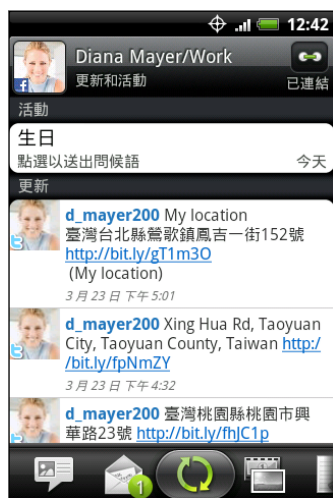 12:42
Diana Mayer/Work
更新和活動
已連結
活動
生日
點選以送出問候語
今天
更新
d_mayer200 My location
臺灣台北縣鶯歌鎮鳳吉一街152號
http://bit.ly/gT1m3O
(My location)
3 月 23 日 下午 5:01
d_mayer200 Xing Hua Rd, Taoyuan
City, Taoyuan County, Taiwan http:/
/bit.ly/fpNmZY
3 月 23 日 下午 4:32
d_mayer200 臺灣桃園縣桃園市興
華路23號 http://bit.ly/fhJC1p
1